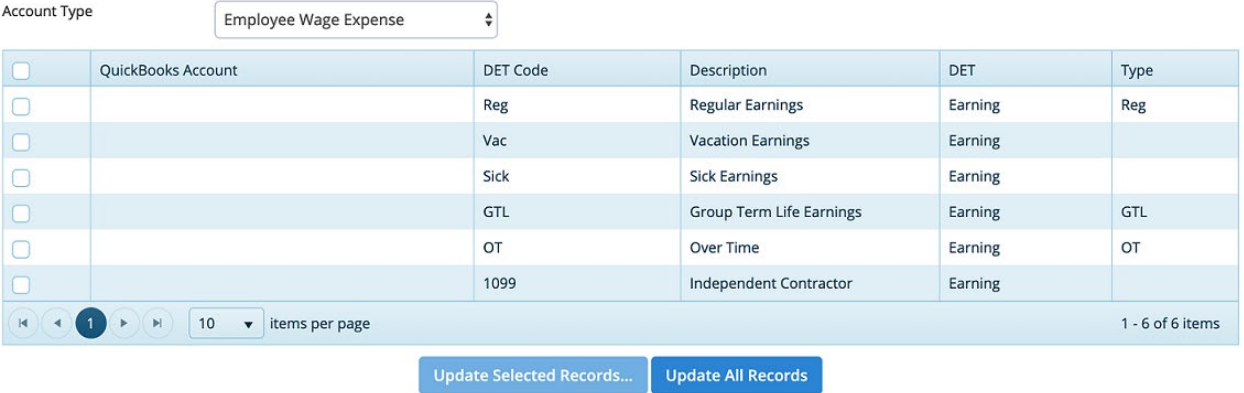 Account Type Employee Wage Expense
QuickBooks Account DET Code Description DET Type
Reg Regular Earnings Earning Reg
Vac Vacation Earnings Earning
Sick Sick Earnings Earning
GTL Group Term Life Earnings Earning GTL
OT Over Time Earning OT
1099 Independent Contractor Earning
1 10 items per page 1 - 6 of 6 items
Update Selected Records... Update All Records